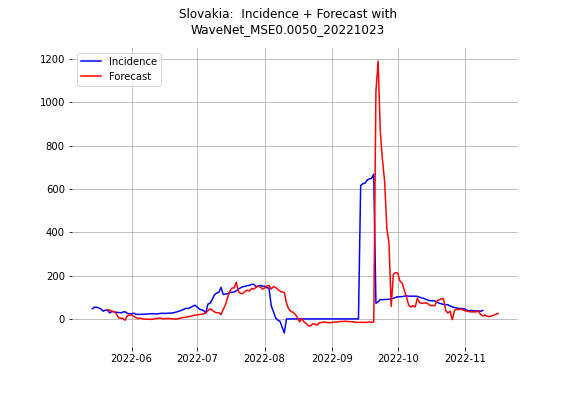 Slovakia:  Incidence + Forecast with
WaveNet_MSE0.0050_20221023
Incidence
Forecast
1200
1000
800
600
400
200
0
2022-06 2022-07 2022-08 2022-09 2022-10 2022-11